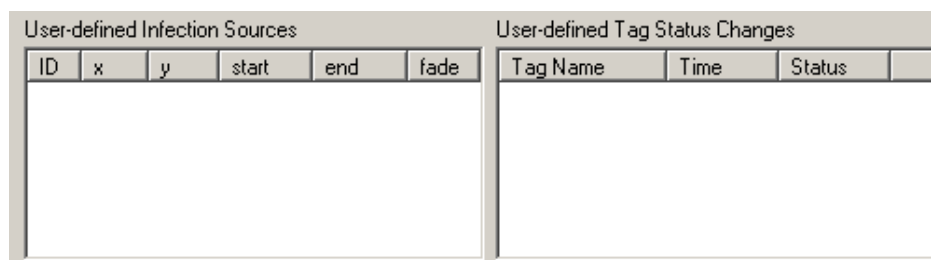 User-defined Infection Sources
ID x y start end fade
User-defined Tag Status Changes
Tag Name Time Status